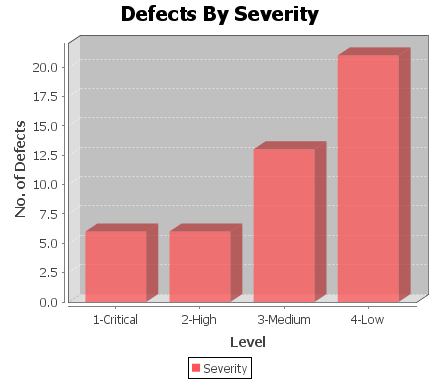 Defects By Severity
No. of Defects
20.0
17.5
15.0
12.5
10.0
7.5
5.0
2.5
0.0
1-Critical 2-High 3-Medium 4-Low
Level
Severity